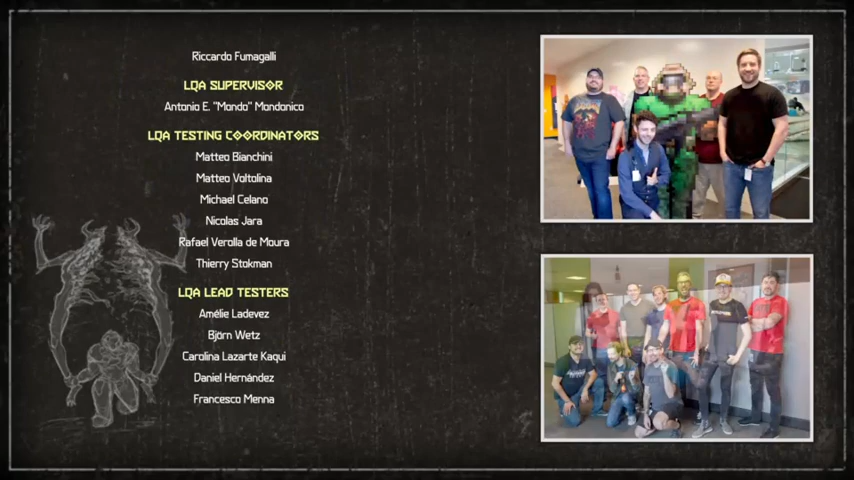 Riccardo Fumagalli
LQA SUPERVISOR
Antonio E. "Mondo" Mondonico
LQA TESTING COORDINATORS
Matteo Bianchini
Matteo Voltolina
Michael Celano
Nicolas Jara
Rafael Verolla de Moura
Thierry Stokman
LQA LEAD TESTERS
Amélie Ladevez
Björn Wetz
Carolina Lazarte Kaqui
Daniel Hernández
Francesco Menna